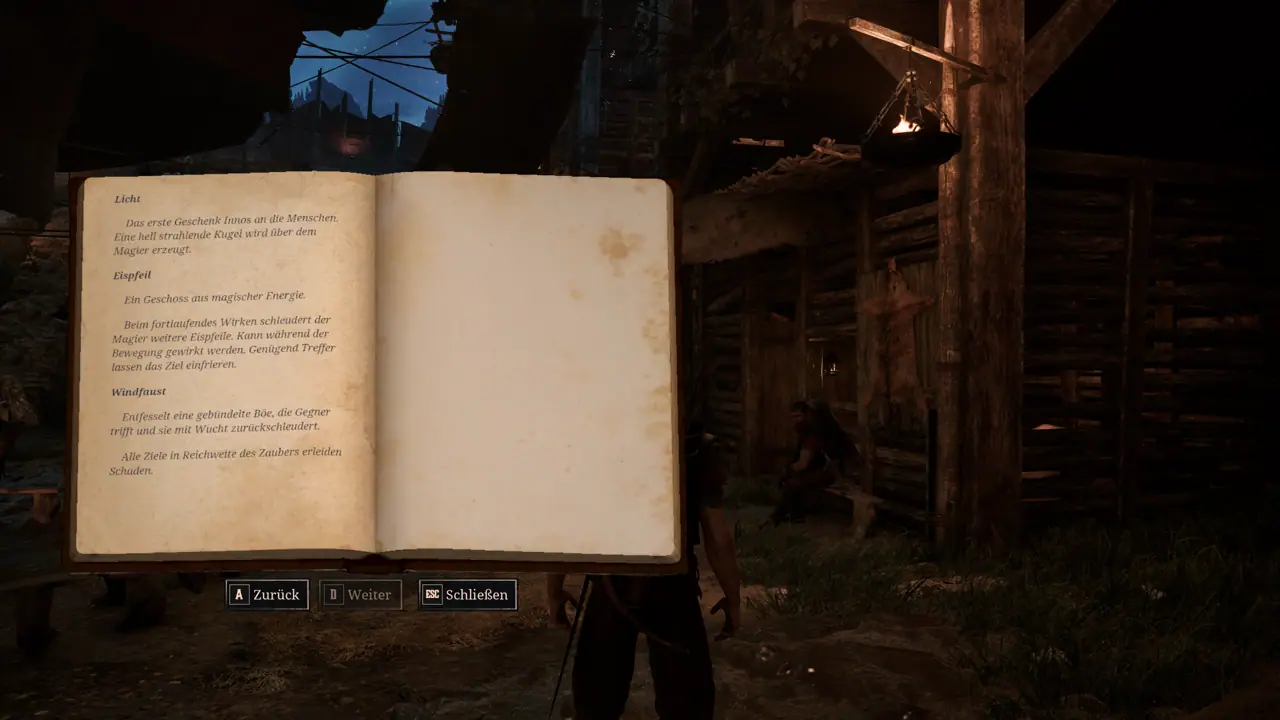 Licht
Das erste Geschenk Innos an die Menschen.
Eine hell strahlende Kugel wird über dem
Magier erzeugt.
Eispfeil
Ein Geschoss aus magischer Energie.
Beim fortlaufendes Wirken schleudert der
Magier weitere Eispfeile. Kann während der
Bewegung gewirkt werden. Genügend Treffer
lassen das Ziel einfrieren.
Windfaust
Entfesselt eine gebündelte Böe, die Gegner
trifft und sie mit Wucht zurückschleudert.
Alle Ziele in Reichweite des Zaubers erleiden
Schaden.
A Zurück D Weiter ESC Schließen